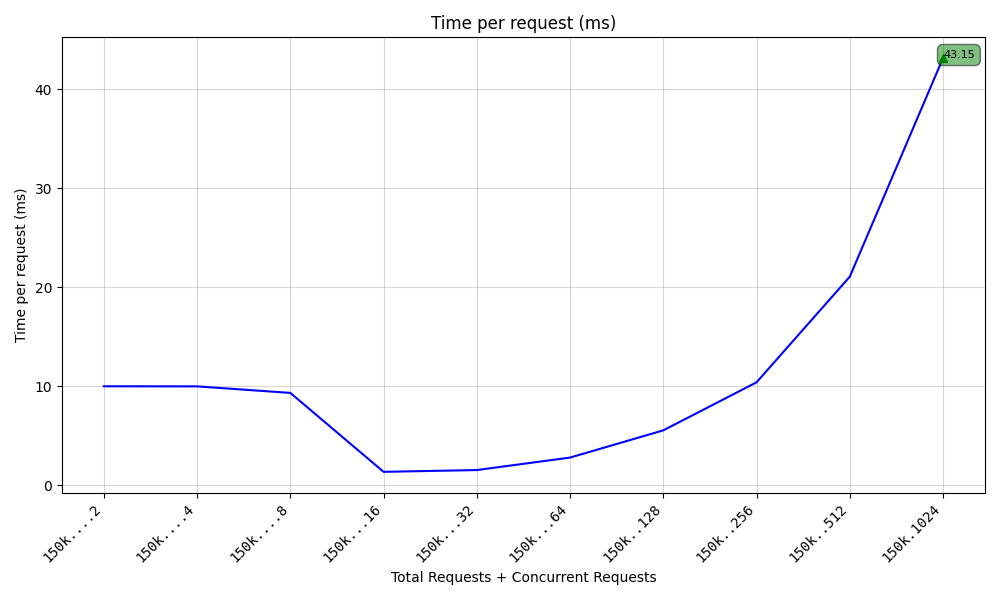 Time per request (ms)
43.15
Time per request (ms)
40
30
20
10
0
150k....2
150k....4
150k....8
150k...16
150k...32
150k...64
150k..128
150k..256
150k..512
150k.1024
Total Requests + Concurrent Requests